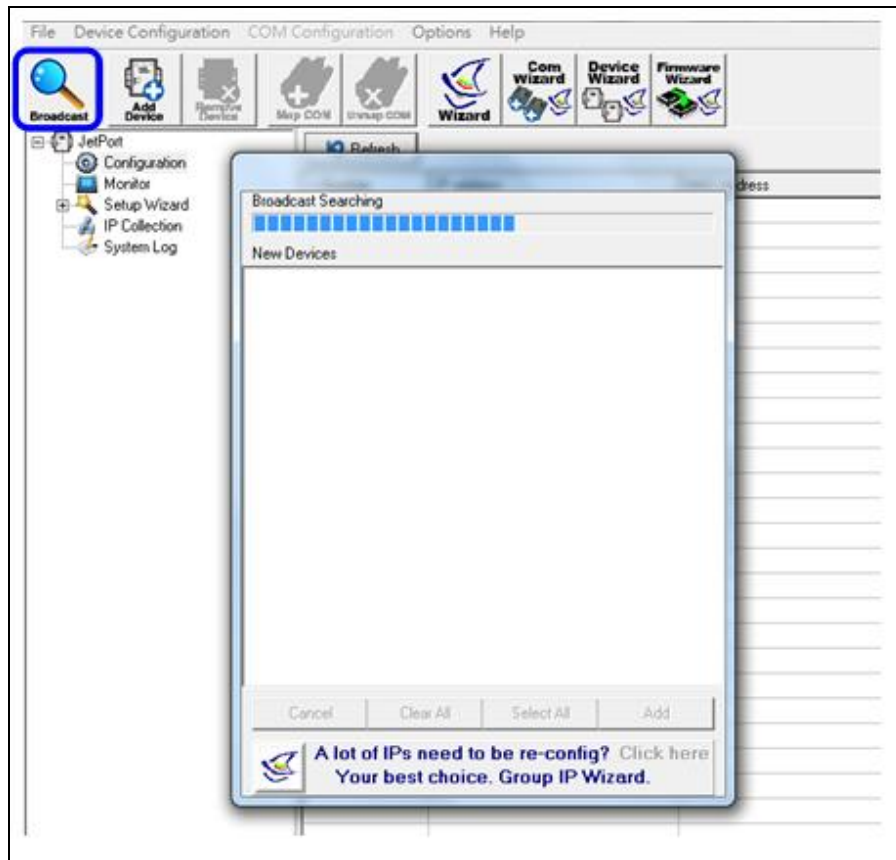 File Device Configuration COM Configuration Options Help
Broadcast
Add Device
Remove Device
Map COM
Unmap COM
Wizard
Com Wizard
Device Wizard
Firmware Wizard
JetPort
Configuration
Monitor
Setup Wizard
IP Collection
System Log
Refresh
dress
Broadcast Searching
New Devices
Cancel Clear All Select All Add
A lot of IPs need to be re-config? Click here
Your best choice. Group IP Wizard.